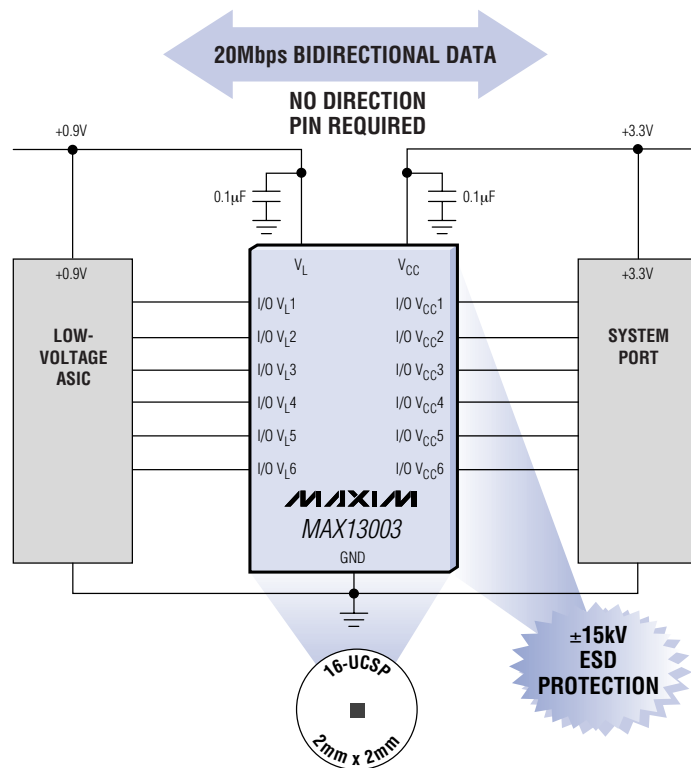 20Mbps BIDIRECTIONAL DATA
NO DIRECTION
PIN REQUIRED
+0.9V
+3.3V
0.1µF
0.1µF
+0.9V
VL
VCC
+3.3V
LOW-
VOLTAGE
ASIC
I/O VL1
I/O VL2
I/O VL3
I/O VL4
I/O VL5
I/O VL6
I/O VCC1
I/O VCC2
I/O VCC3
I/O VCC4
I/O VCC5
I/O VCC6
SYSTEM
PORT
MAXIM
MAX13003
GND
±15kV
ESD
PROTECTION
16-UCSP
2mm x 2mm